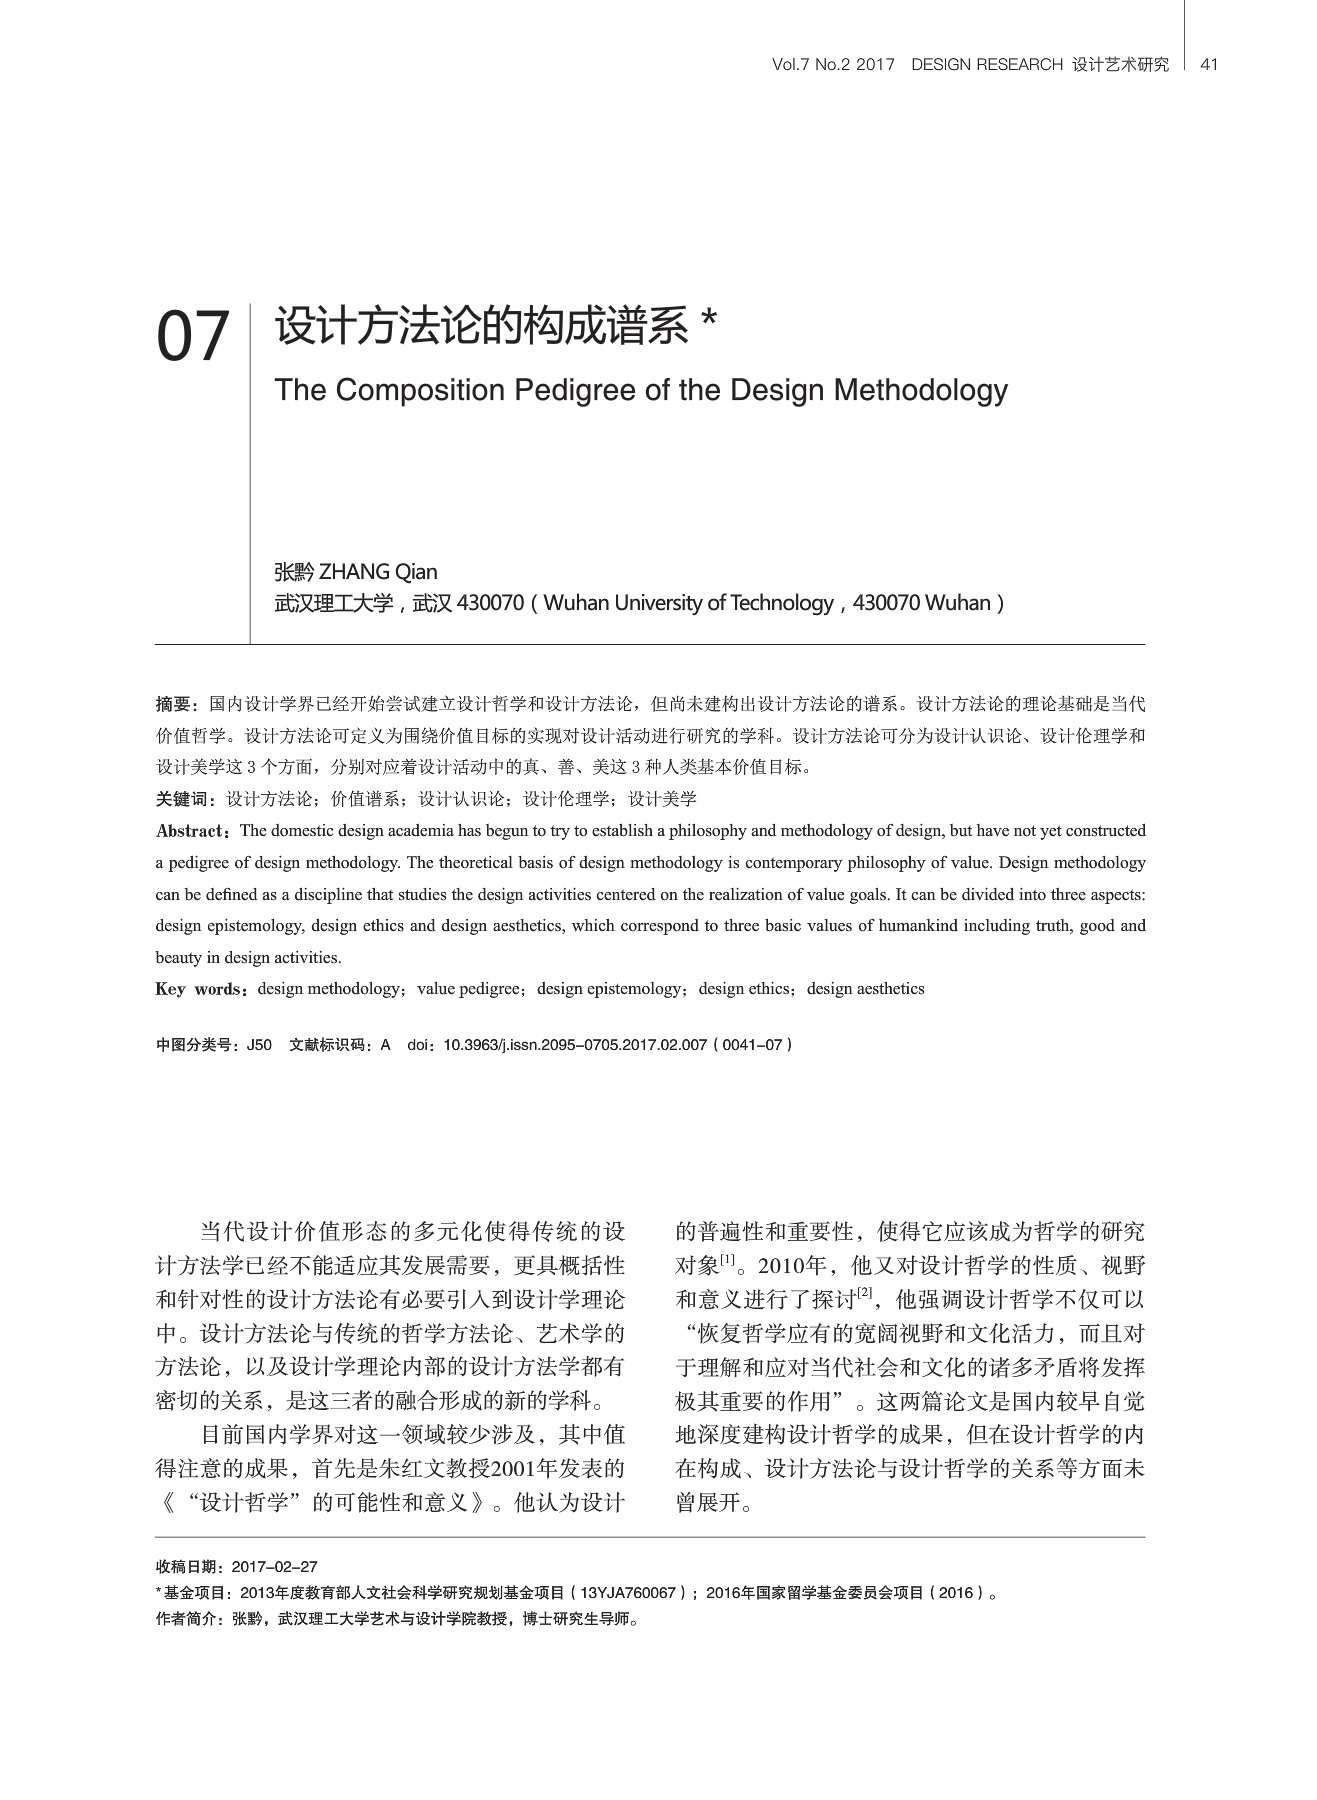 Vol.7 No.2 2017 DESIGN RESEARCH 设计艺术研究 41
07
设计方法论的构成谱系 *
The Composition Pedigree of the Design Methodology
张黔 ZHANG Qian
武汉理工大学，武汉 430070（Wuhan University of Technology，430070 Wuhan）
摘要：国内设计学界已经开始尝试建立设计哲学和设计方法论，但尚未建构出设计方法论的谱系。设计方法论的理论基础是当代
价值哲学。设计方法论可定义为围绕价值目标的实现对设计活动进行研究的学科。设计方法论可分为设计认识论、设计伦理学和
设计美学这 3 个方面，分别对应着设计活动中的真、善、美这 3 种人类基本价值目标。
关键词：设计方法论；价值谱系；设计认识论；设计伦理学；设计美学
Abstract：The domestic design academia has begun to try to establish a philosophy and methodology of design, but have not yet constructed
a pedigree of design methodology. The theoretical basis of design methodology is contemporary philosophy of value. Design methodology
can be defined as a discipline that studies the design activities centered on the realization of value goals. It can be divided into three aspects:
design epistemology, design ethics and design aesthetics, which correspond to three basic values of humankind including truth, good and
beauty in design activities.
Key words：design methodology；value pedigree；design epistemology；design ethics；design aesthetics
中图分类号：J50 文献标识码：A doi：10.3963/j.issn.2095-0705.2017.02.007（0041-07）
当代设计价值形态的多元化使得传统的设
计方法学已经不能适应其发展需要，更具概括性
和针对性的设计方法论有必要引入到设计学理论
中。设计方法论与传统的哲学方法论、艺术学的
方法论，以及设计学理论内部的设计方法学都有
密切的关系，是这三者的融合形成的新的学科。
目前国内学界对这一领域较少涉及，其中值
得注意的成果，首先是朱红文教授2001年发表的
《“设计哲学”的可能性和意义》。他认为设计
的普遍性和重要性，使得它应该成为哲学的研究
对象[1]。2010年，他又对设计哲学的性质、视野
和意义进行了探讨[2]，他强调设计哲学不仅可以
“恢复哲学应有的宽阔视野和文化活力，而且对
于理解和应对当代社会和文化的诸多矛盾将发挥
极其重要的作用”。这两篇论文是国内较早自觉
地深度建构设计哲学的成果，但在设计哲学的内
在构成、设计方法论与设计哲学的关系等方面未
曾展开。
收稿日期：2017-02-27
* 基金项目：2013年度教育部人文社会科学研究规划基金项目（13YJA760067）；2016年国家留学基金委员会项目（2016）。
作者简介：张黔，武汉理工大学艺术与设计学院教授，博士研究生导师。